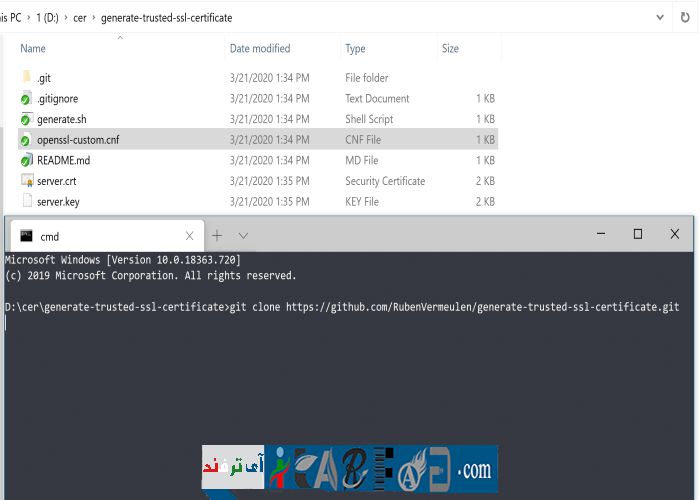 his PC > 1 (D:) > cer > generate-trusted-ssl-certificate
Name Date modified Type Size
.git 3/21/2020 1:34 PM File folder
.gitignore 3/21/2020 1:34 PM Text Document 1 KB
generate.sh 3/21/2020 1:34 PM Shell Script 1 KB
openssl-custom.cnf 3/21/2020 1:34 PM CNF File 1 KB
README.md 3/21/2020 1:34 PM MD File 1 KB
server.crt 3/21/2020 1:35 PM Security Certificate 2 KB
server.key 3/21/2020 1:35 PM KEY File 2 KB
cmd
Microsoft Windows [Version 10.0.18363.720]
(c) 2019 Microsoft Corporation. All rights reserved.
D:\cer\generate-trusted-ssl-certificate>git clone https://github.com/RubenVermeulen/generate-trusted-ssl-certificate.git
آی ترفند
.com